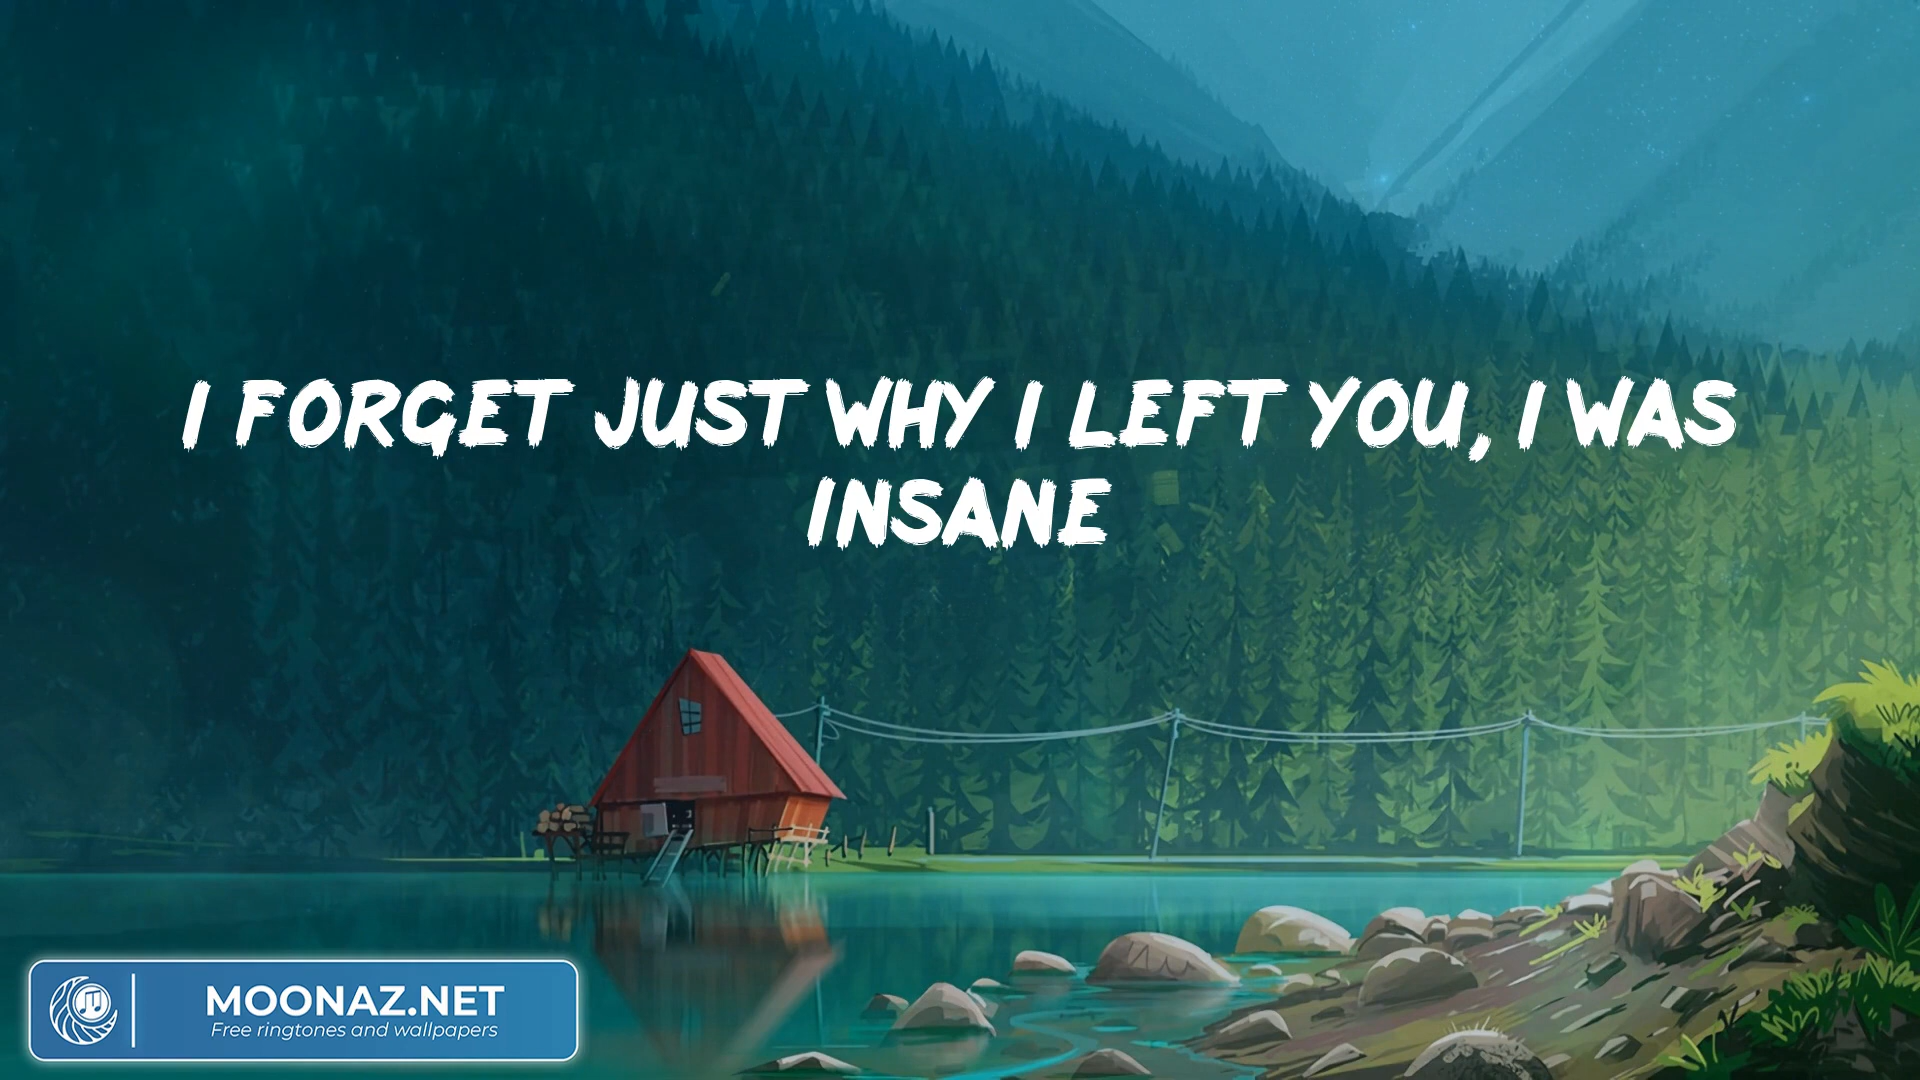 I FORGET JUST WHY I LEFT YOU, I WAS
INSANE
MOONAZ.NET
Free ringtones and wallpapers